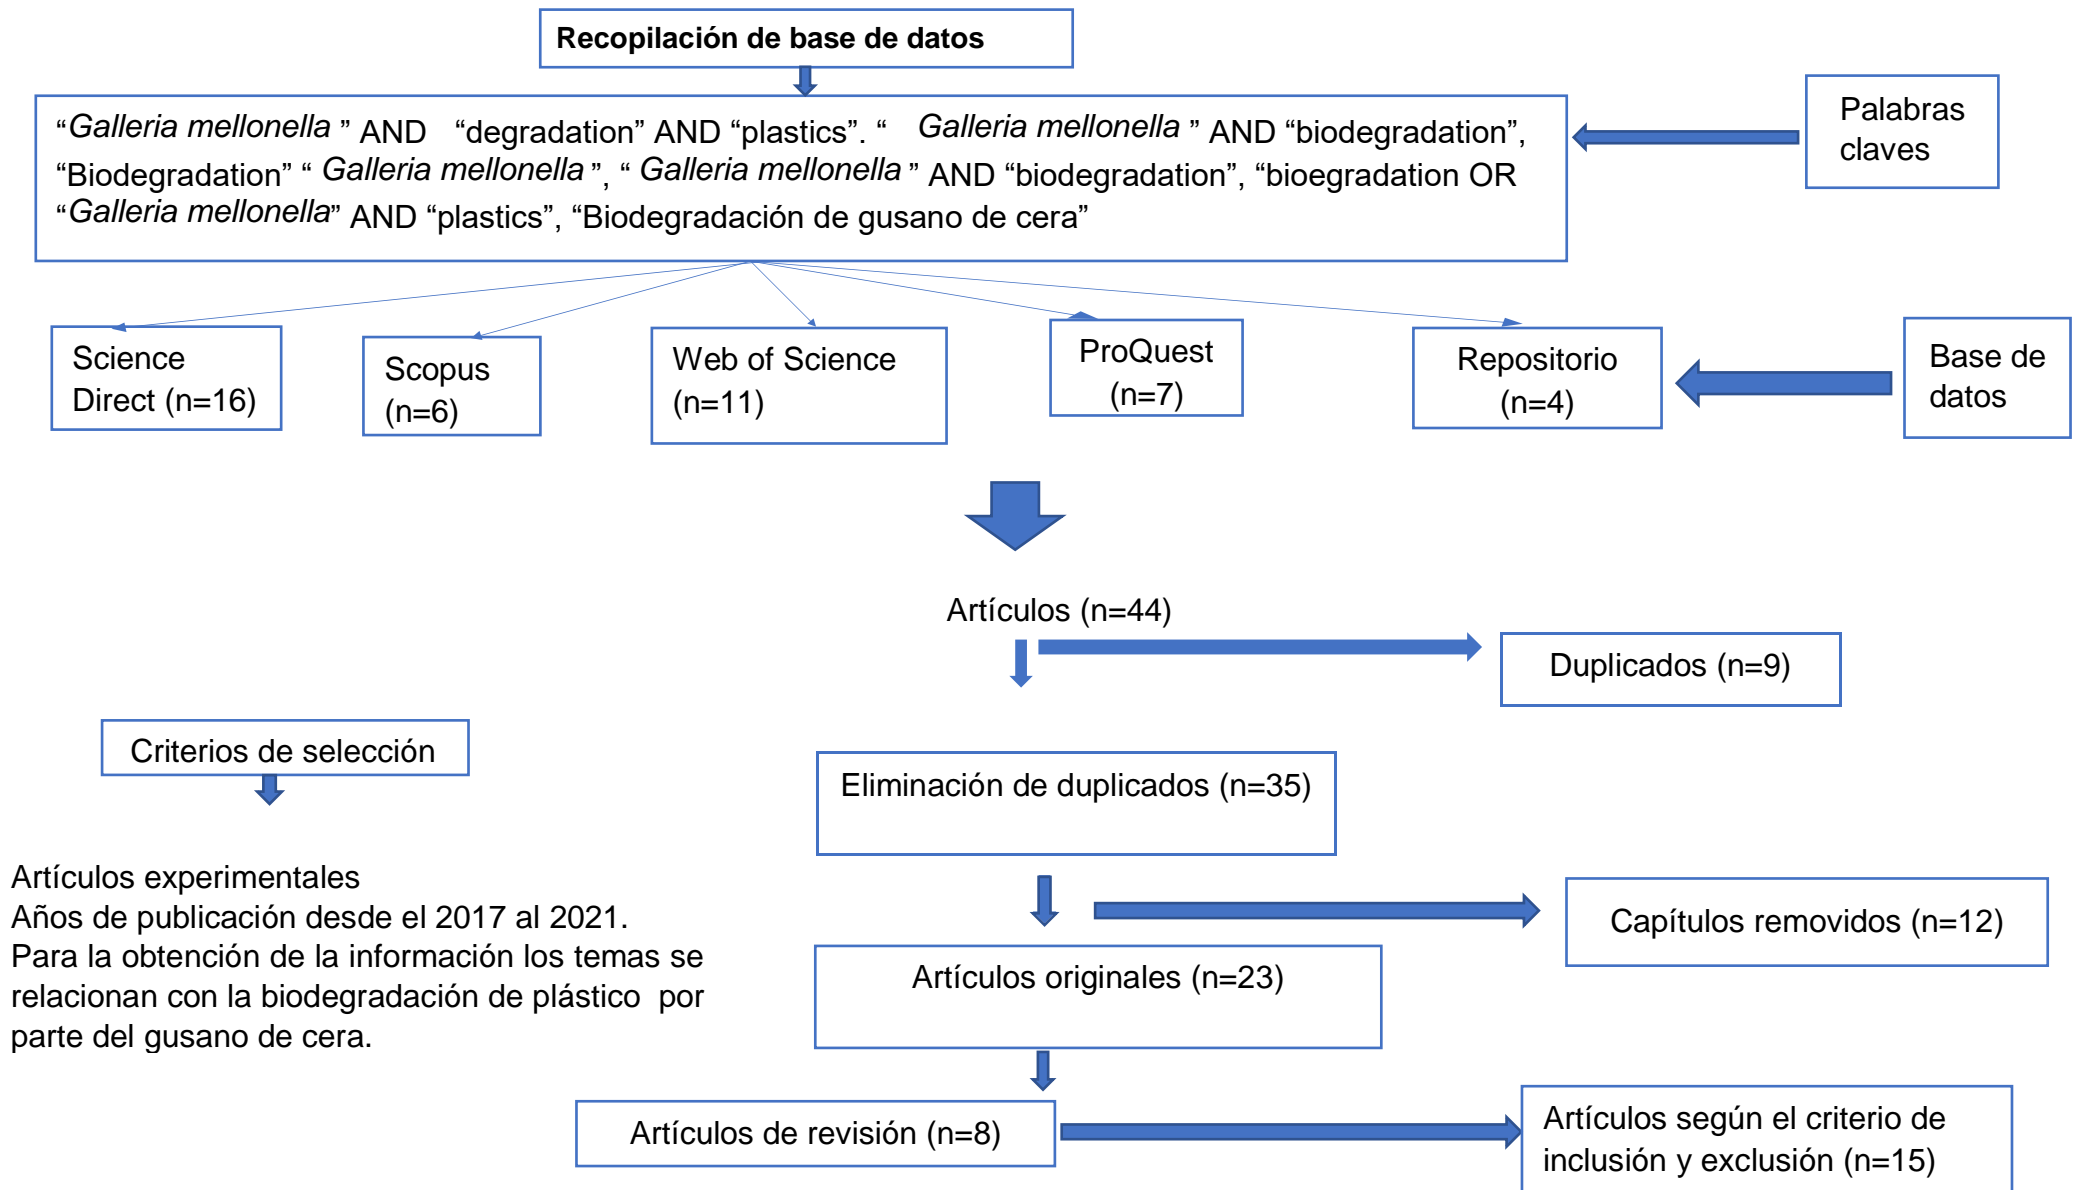 Recopilación de base de datos
“Galleria mellonella ” AND “degradation” AND “plastics”. “ Galleria mellonella ” AND “biodegradation”,
“Biodegradation” “ Galleria mellonella ”, “ Galleria mellonella ” AND “biodegradation”, “bioegradation OR
“Galleria mellonella” AND “plastics”, “Biodegradación de gusano de cera”
Palabras
claves
Science
Direct (n=16)
Scopus
(n=6)
Web of Science
(n=11)
ProQuest
(n=7)
Repositorio
(n=4)
Base de
datos
Artículos (n=44)
Duplicados (n=9)
Criterios de selección
Eliminación de duplicados (n=35)
Artículos experimentales
Años de publicación desde el 2017 al 2021.
Para la obtención de la información los temas se
relacionan con la biodegradación de plástico por
parte del gusano de cera.
Capítulos removidos (n=12)
Artículos originales (n=23)
Artículos de revisión (n=8)
Artículos según el criterio de
inclusión y exclusión (n=15)